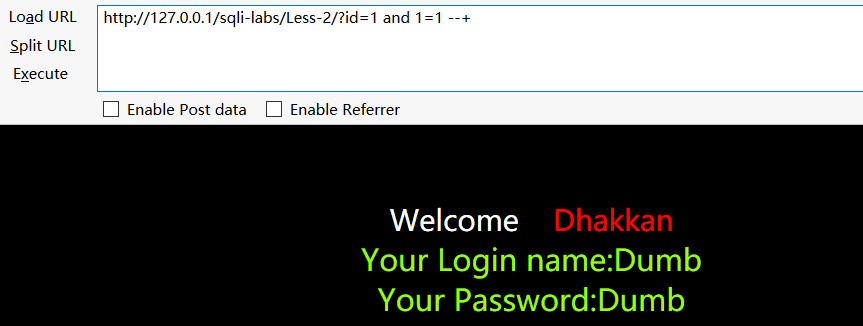 Load URL
http://127.0.0.1/sqli-labs/Less-2/?id=1 and 1=1 --+
Split URL
Execute
Enable Post data Enable Referrer
Welcome Dhakkan
Your Login name:Dumb
Your Password:Dumb